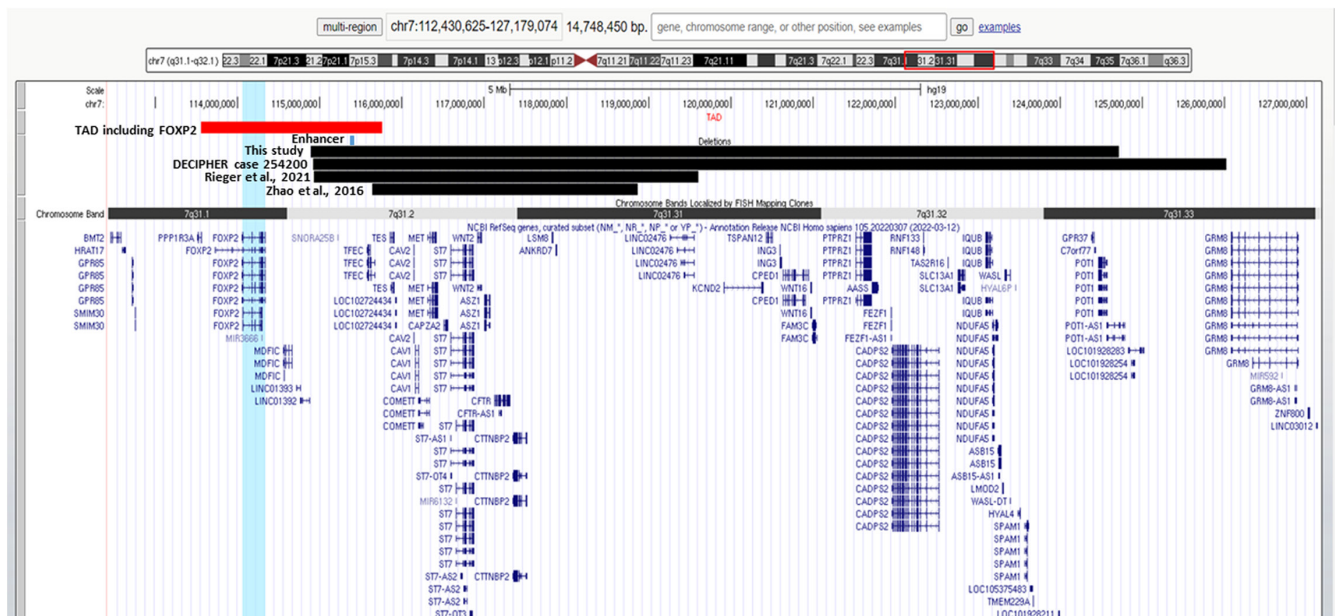 multi-region chr7:112,430,625-127,179,074 14,748,450 bp. gene, chromosome range, or other position, see examples go examples
chr7 (q31.1-q32.1) 22.3 22.1 7p21.3 21.2 7p21.1 7p15.3 7p14.3 7p14.1 13 p12.3 p12.1 p11.2 7q11.21 7q11.22 7q11.23 7q21.11 7q21.3 7q22.1 22.3 7q31.1 31.2 31.31 7q33 7q34 7q35 7q36.1 q36.3
Scale 5 Mb hg19
chr7: 114,000,000 115,000,000 116,000,000 117,000,000 118,000,000 119,000,000 120,000,000 121,000,000 122,000,000 123,000,000 124,000,000 125,000,000 126,000,000 127,000,000
TAD
TAD including FOXP2
Enhancer Deletions
This study
DECIPHER case 254200
Rieger et al., 2021
Zhao et al., 2016
Chromosome Bands Localized by FISH Mapping Clones
Chromosome Band 7q31.1 7q31.2 7q31.31 7q31.32 7q31.33
NCBI RefSeq genes, curated subset (NM_*, NR_*, NP_* or YP_*) - Annotation Release NCBI Homo sapiens 105.20220307 (2022-03-12)
BMT2 PPP1R3A FOXP2 SNORA25B TES MET WNT2 LSM8 LINC02476 TSPAN12 PTPRZ1 RNF133 IQUB GPR37 GRM8
HRAT17 FOXP2 TFEC CAV2 ST7 ANKRD7 LINC02476 ING3 PTPRZ1 RNF148 IQUB C7orf77 GRM8
GPR85 FOXP2 TFEC CAV2 ST7 LINC02476 ING3 PTPRZ1 TAS2R16 IQUB POT1 GRM8
GPR85 FOXP2 TFEC CAV2 ST7 LINC02476 CPED1 PTPRZ1 SLC13A1 WASL POT1 GRM8
GPR85 FOXP2 TES MET WNT2 KCND2 WNT16 AASS SLC13A1 HYAL6P POT1 GRM8
GPR85 FOXP2 LOC102724434 MET ASZ1 CPED1 PTPRZ1 IQUB POT1 GRM8
SMIM30 FOXP2 LOC102724434 MET ASZ1 WNT16 FEZF1 IQUB POT1 GRM8
SMIM30 FOXP2 LOC102724434 CAPZA2 ASZ1 FAM3C FEZF1 NDUFA5 POT1-AS1 GRM8
MIR3666 CAV2 ST7 FAM3C FEZF1-AS1 NDUFA5 POT1-AS1 GRM8
MDFIC CAV1 ST7 CADPS2 NDUFA5 LOC101928283 GRM8
MDFIC CAV1 ST7 CADPS2 NDUFA5 LOC101928254 GRM8
MDFIC CAV1 ST7 CADPS2 NDUFA5 LOC101928254 MIR592
LINC01393 CAV1 ST7 CADPS2 NDUFA5 GRM8-AS1
LINC01392 COMETT CFTR CADPS2 NDUFA5 GRM8-AS1
COMETT CFTR-AS1 CADPS2 NDUFA5 ZNF800
COMETT ST7 CADPS2 NDUFA5 LINC03012
ST7-AS1 CTTNBP2 CADPS2 NDUFA5
ST7 CADPS2 ASB15
ST7 CADPS2 ASB15
ST7-OT4 CTTNBP2 CADPS2 ASB15-AS1
ST7 CADPS2 LMOD2
MIR6132 CTTNBP2 CADPS2 WASL-DT
ST7 CADPS2 HYAL4
ST7 CADPS2 SPAM1
ST7 SPAM1
ST7 SPAM1
ST7 SPAM1
ST7-AS2 CTTNBP2 SPAM1
ST7-AS2 LOC105375483
ST7-AS2 TMEM229A
ST7-OT3 LOC101928211